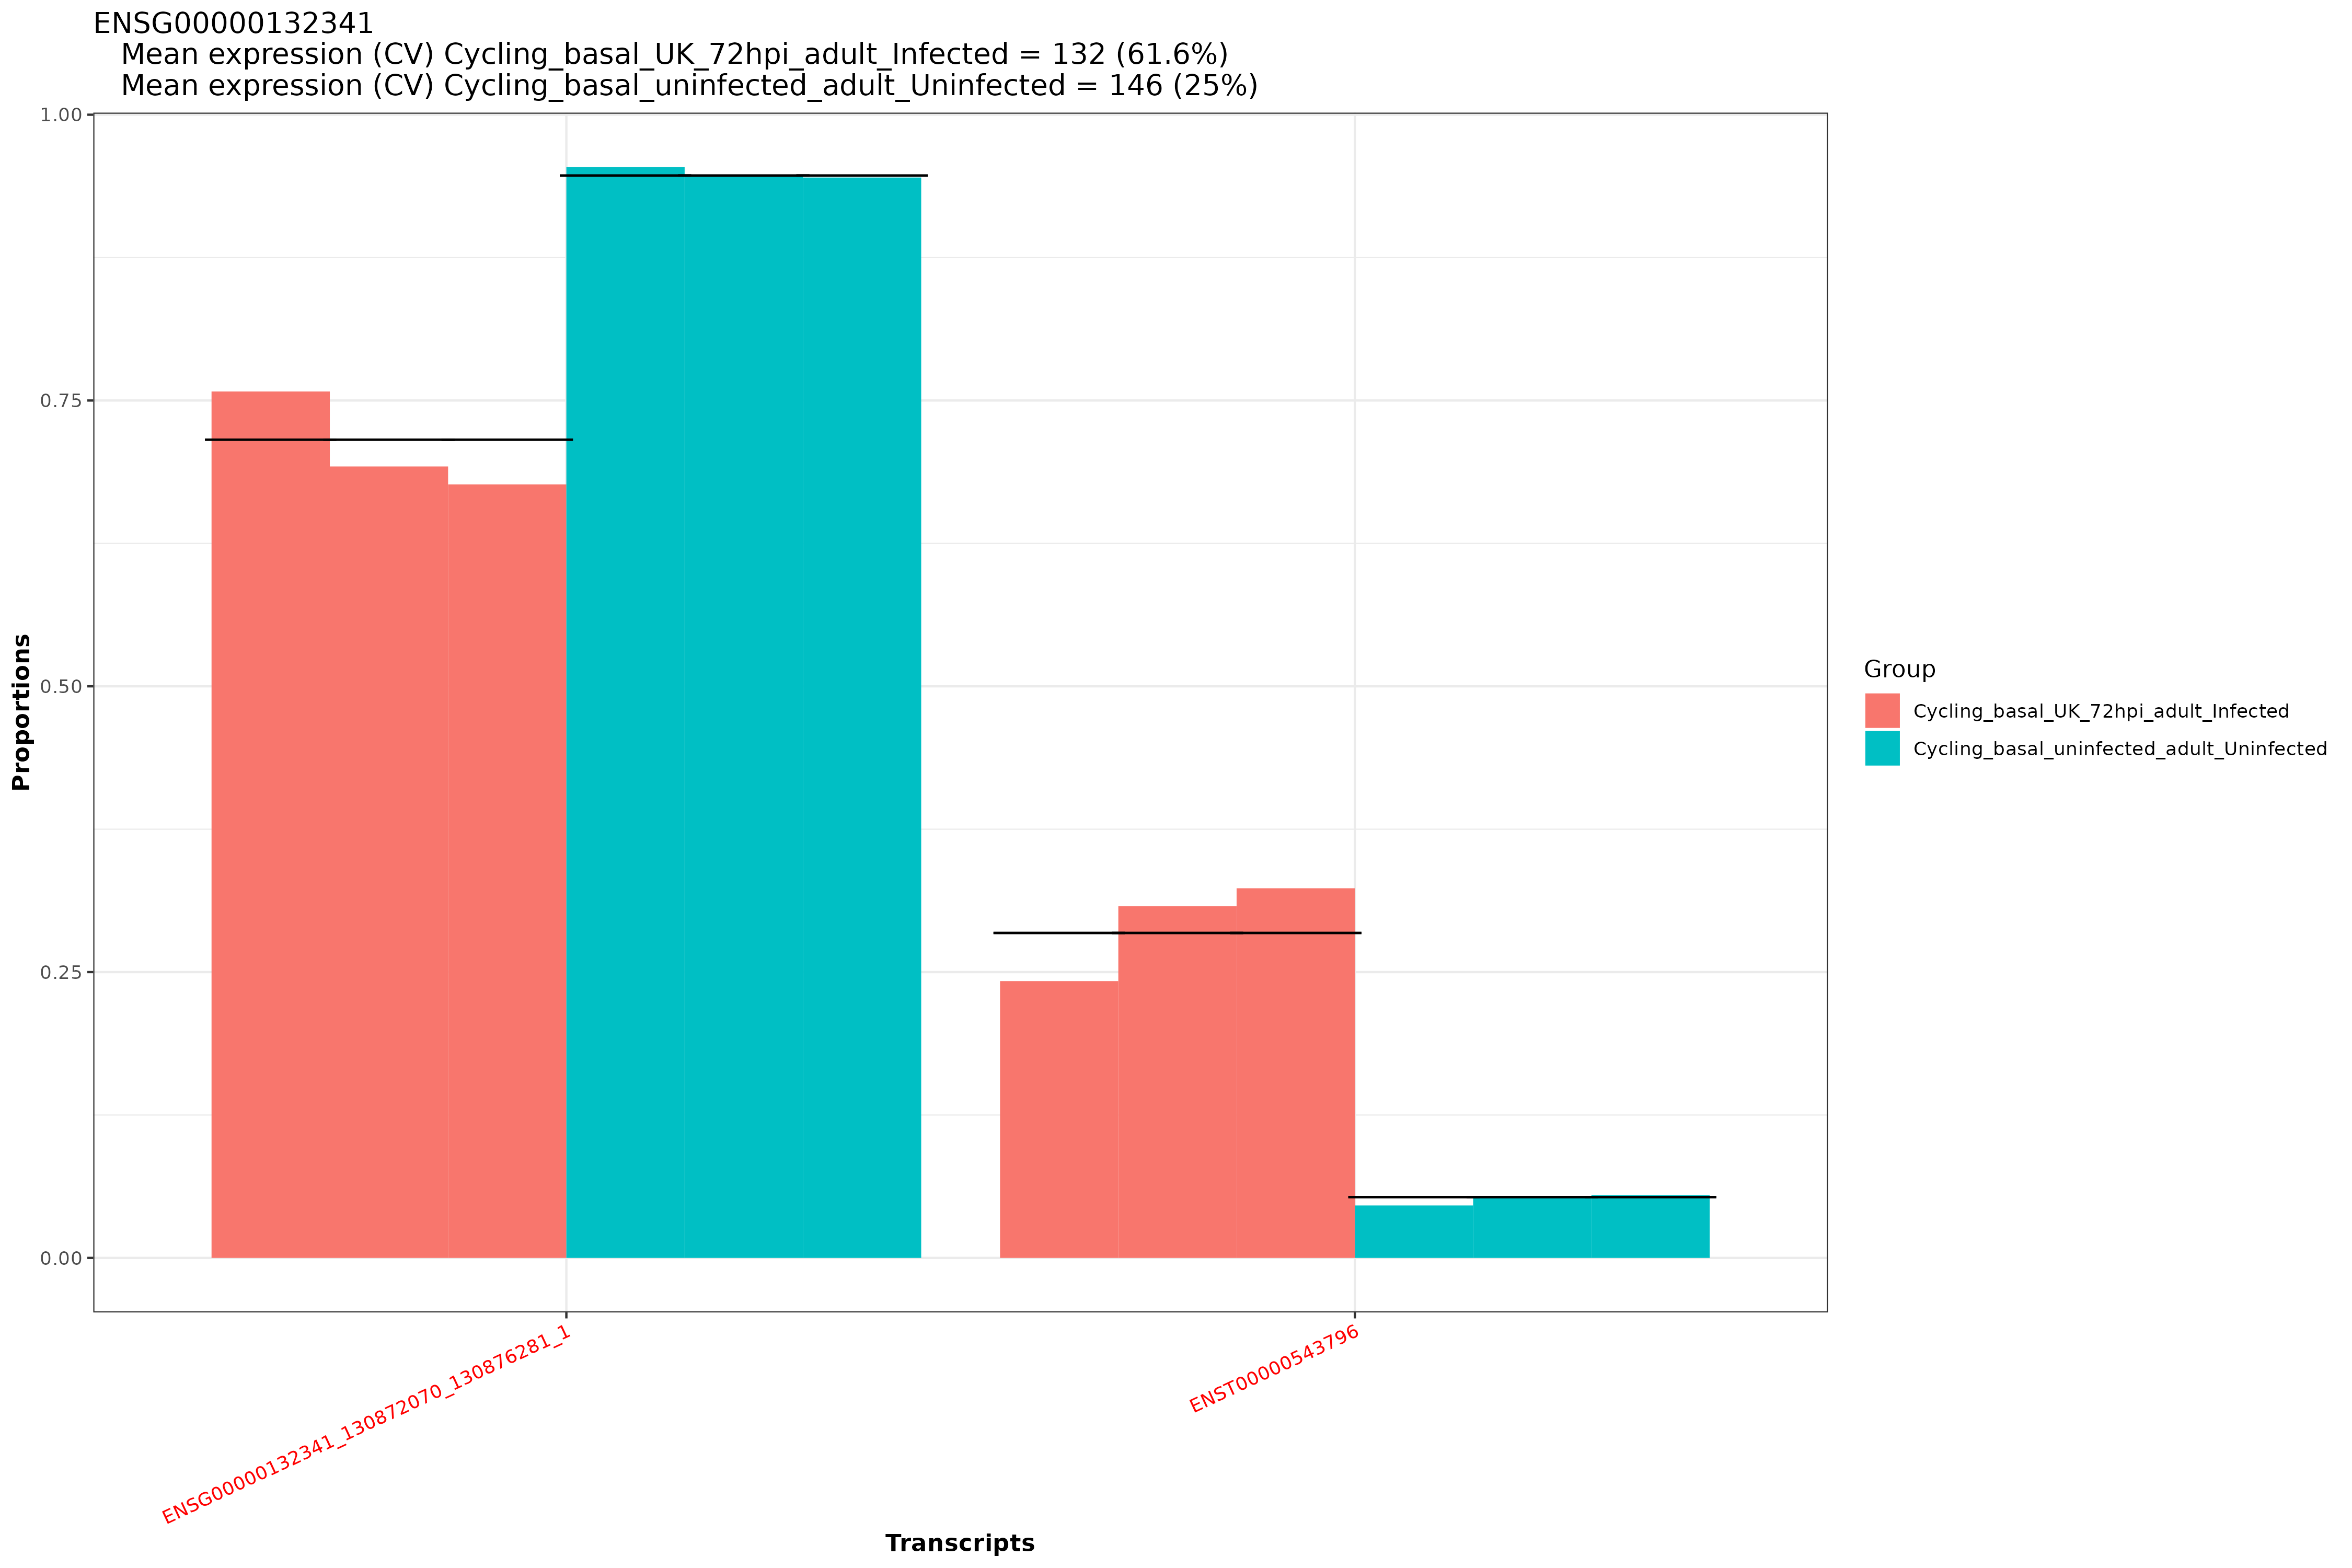 ENSG00000132341
Mean expression (CV) Cycling_basal_UK_72hpi_adult_Infected = 132 (61.6%)
Mean expression (CV) Cycling_basal_uninfected_adult_Uninfected = 146 (25%)
1.00
0.75
0.50
0.25
0.00
Proportions
ENSG00000132341_130872070_130876281_1
ENST0000543796
Transcripts
Group
Cycling_basal_UK_72hpi_adult_Infected
Cycling_basal_uninfected_adult_Uninfected